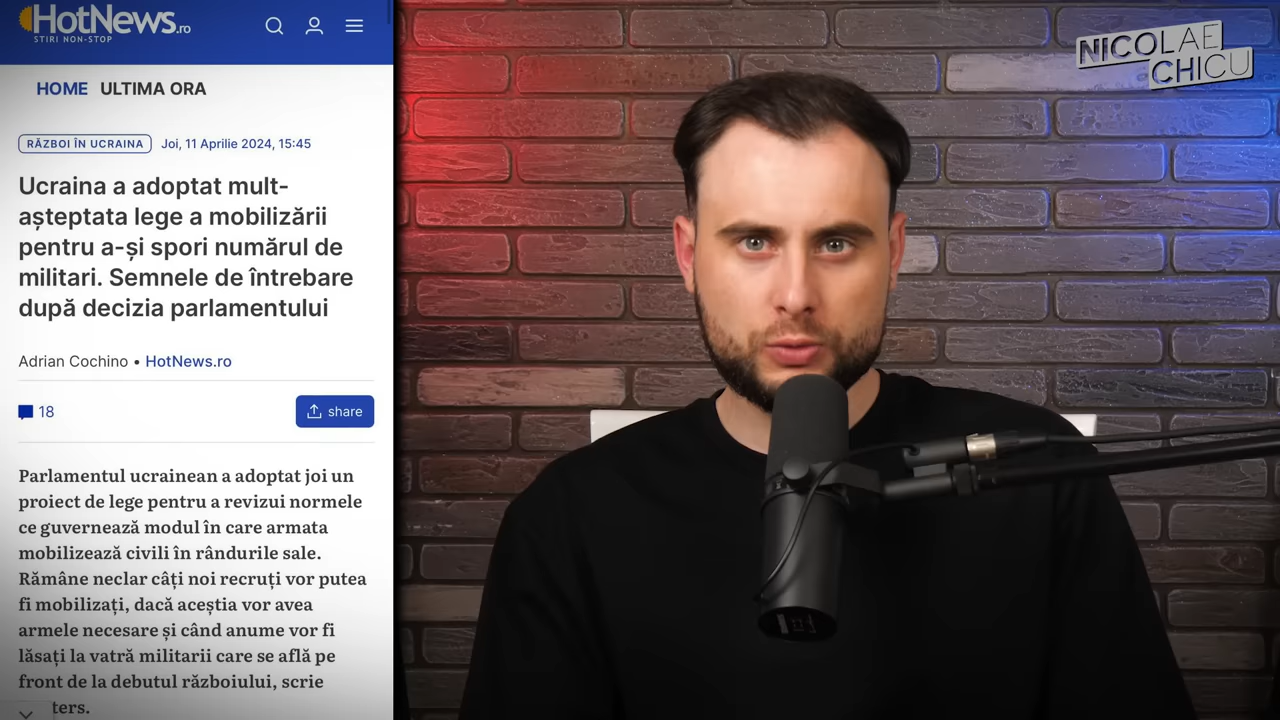 HotNews.ro
STIRI NON-STOP
HOME ULTIMA ORA
RĂZBOI ÎN UCRAINA Joi, 11 Aprilie 2024, 15:45
Ucraina a adoptat mult-
așteptata lege a mobilizării
pentru a-și spori numărul de
militari. Semnele de întrebare
după decizia parlamentului
Adrian Cochino • HotNews.ro
18
share
Parlamentul ucrainean a adoptat joi un
proiect de lege pentru a revizui normele
ce guvernează modul în care armata
mobilizează civili în rândurile sale.
Rămâne neclar câți noi recruți vor putea
fi mobilizați, dacă aceștia vor avea
armele necesare și când anume vor fi
lăsați la vatră militarii care se află pe
front de la debutul războiului, scrie
ters.
NICOLAE
CHICU